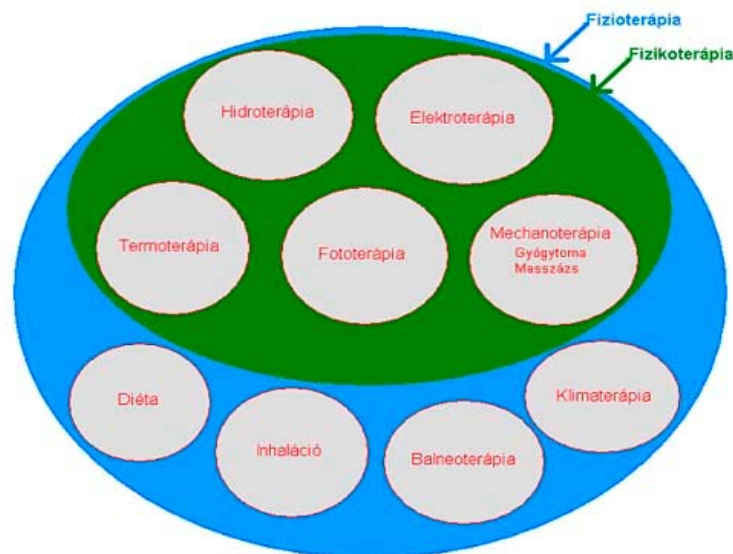 Fizioterápia
Fizikoterápia
Hidroterápia
Elektroterápia
Termoterápia
Fototerápia
Mechanoterápia
Gyógytorna
Masszázs
Diéta
Inhaláció
Balneoterápia
Klimaterápia